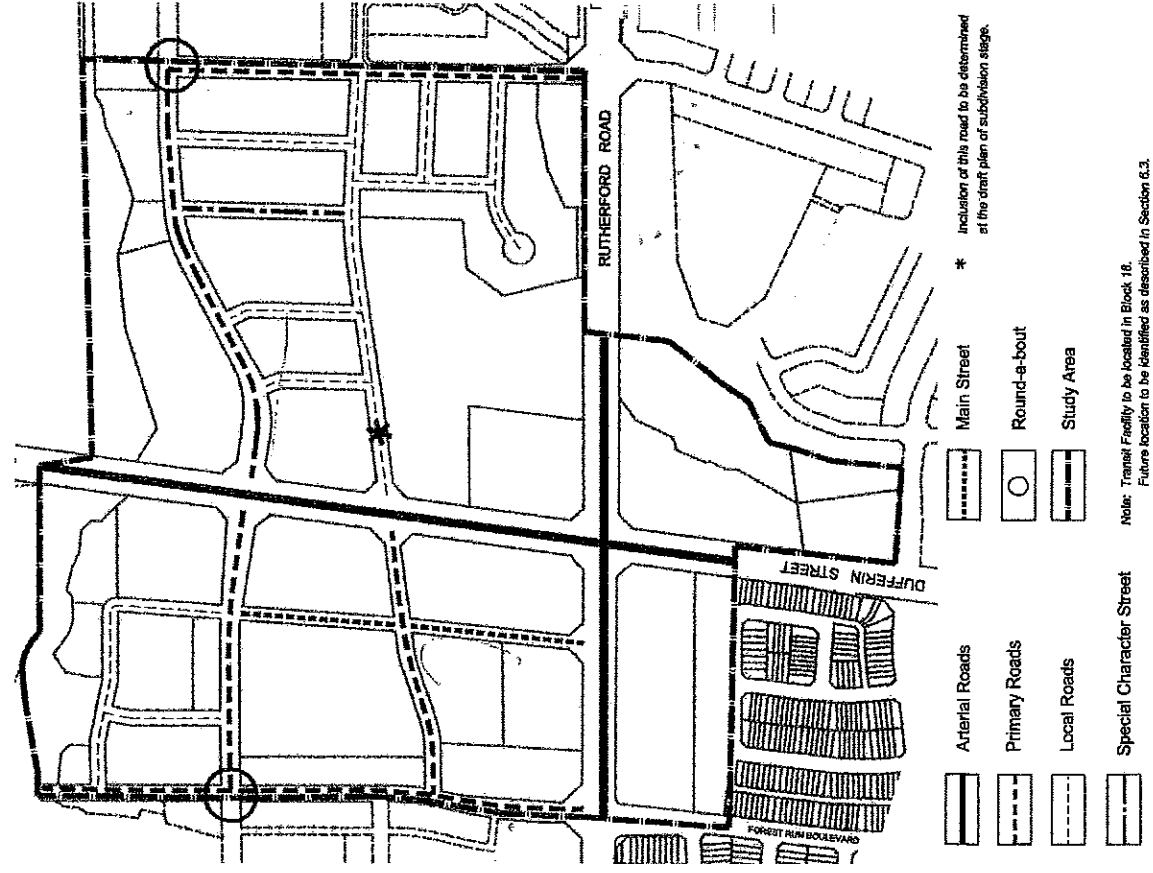 RUTHERFORD ROAD
DUFFERIN STREET
FOREST RUN BOULEVARD
Arterial Roads
Primary Roads
Local Roads
Special Character Street
Main Street
Round-a-bout
Study Area
* Inclusion of this road to be determined
at the draft plan of subdivision stage.
Note: Transit Facility to be located in Block 18.
Future location to be identified as described in Section 6.3.